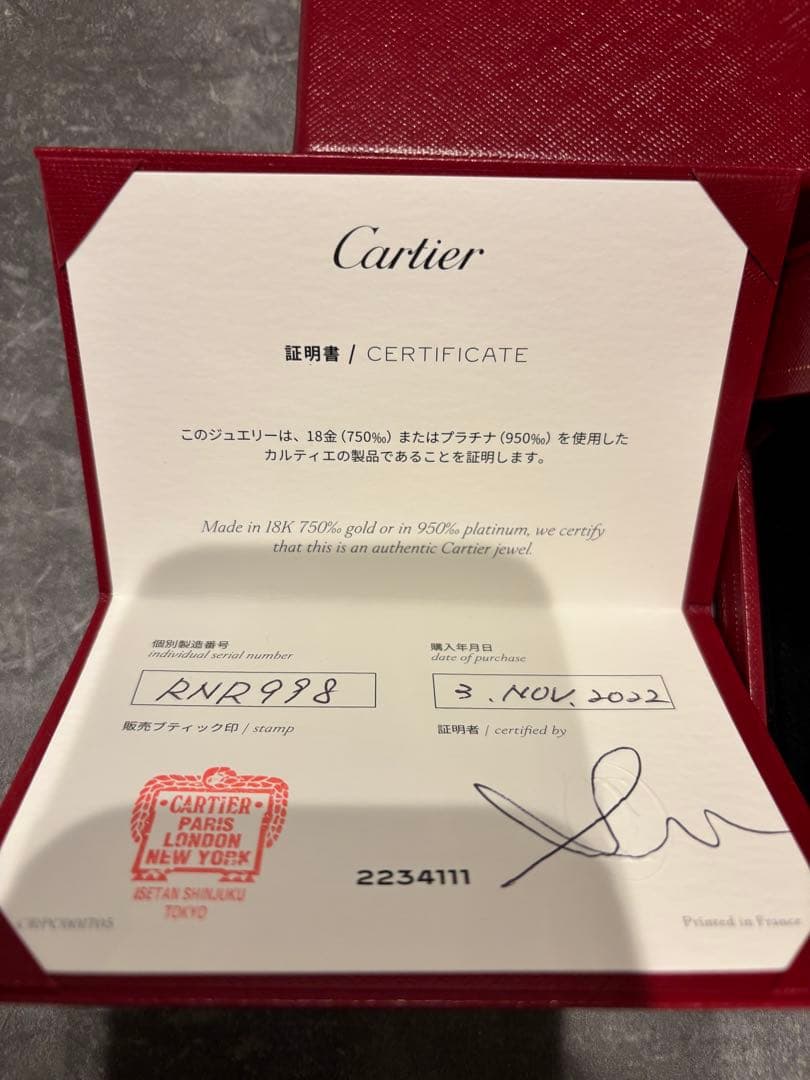 Cartier
証明書 / CERTIFICATE
このジュエリーは、18金(750‰)またはプラチナ(950‰)を使用した
カルティエの製品であることを証明します。
Made in 18K 750‰ gold or in 950‰ platinum, we certify
that this is an authentic Cartier jewel.
個別製造番号
individual serial number
RNR998
購入年月日
date of purchase
3. NOV. 2022
販売ブティック印 / stamp
証明者 / certified by
CARTIER
PARIS
LONDON
NEW YORK
ISETAN SHINJUKU
TOKYO
2234111
Printed in France